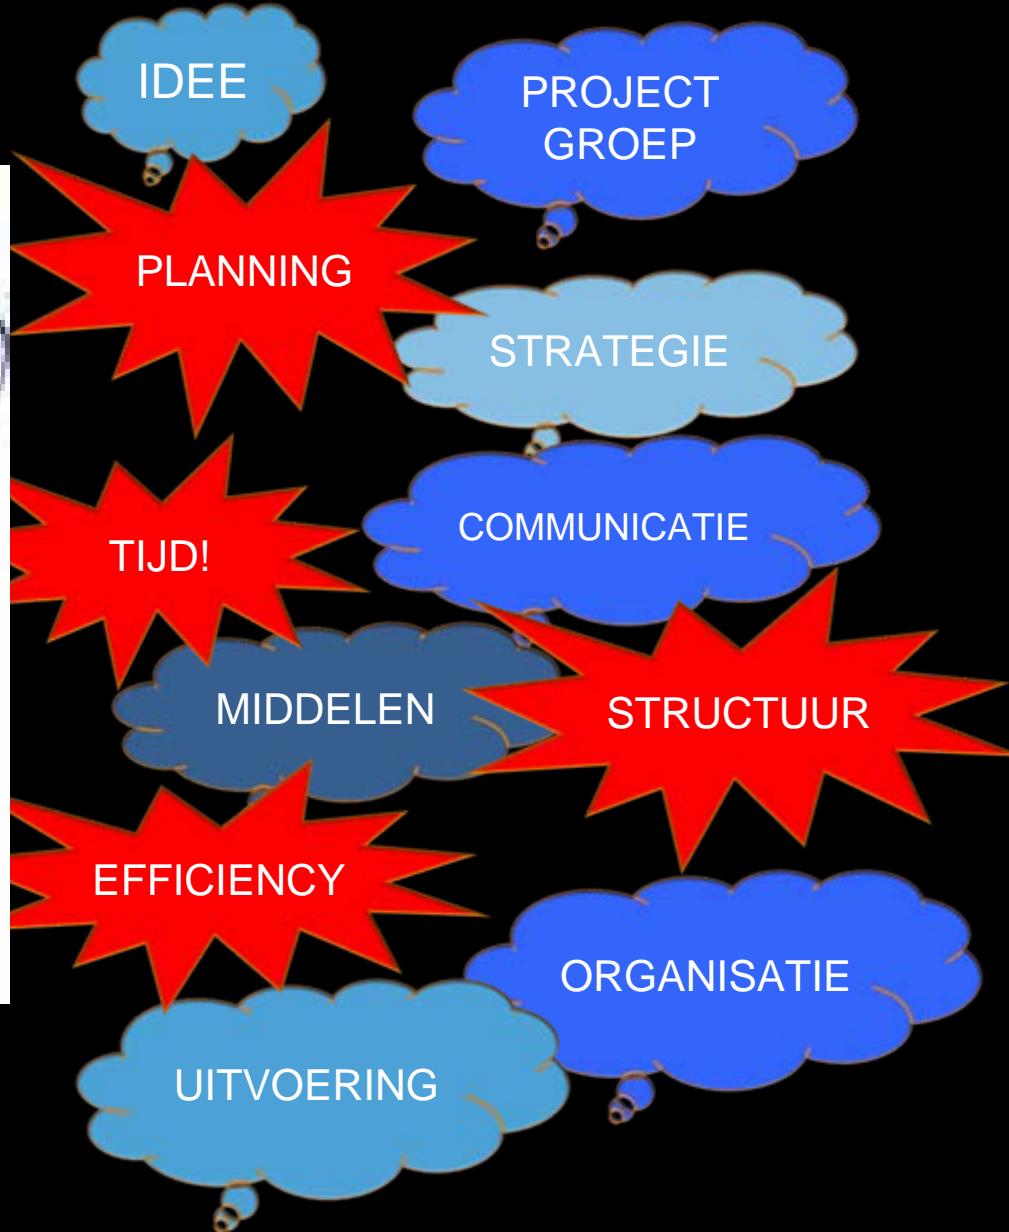 IDEE
PROJECT
GROEP
PLANNING
STRATEGIE
COMMUNICATIE
TIJD!
MIDDELEN
STRUCTUUR
EFFICIENCY
ORGANISATIE
UITVOERING